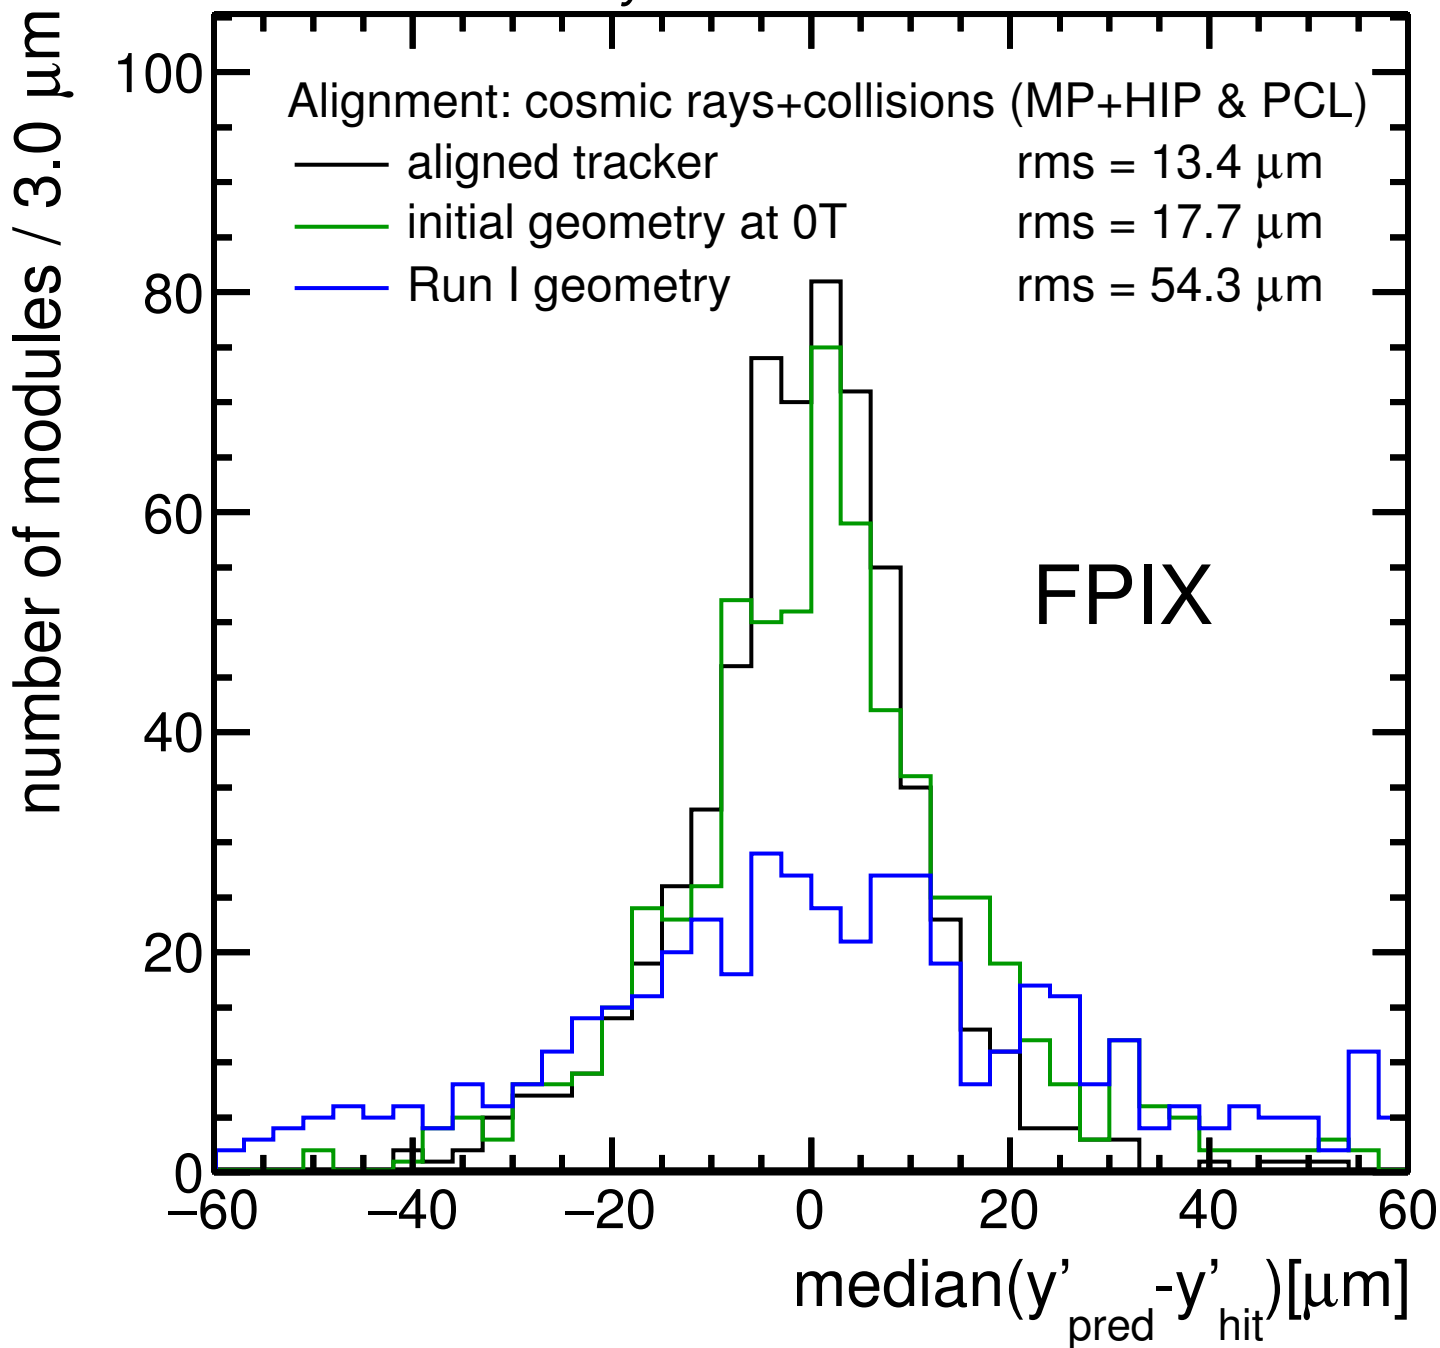 number of modules / 3.0 μm
100
80
60
40
20
0
Alignment: cosmic rays+collisions (MP+HIP & PCL)
aligned tracker rms = 13.4 μm
initial geometry at 0T rms = 17.7 μm
Run I geometry rms = 54.3 μm
FPIX
−60 −40 −20 0 20 40 60
median(y'pred-y'hit)[μm]